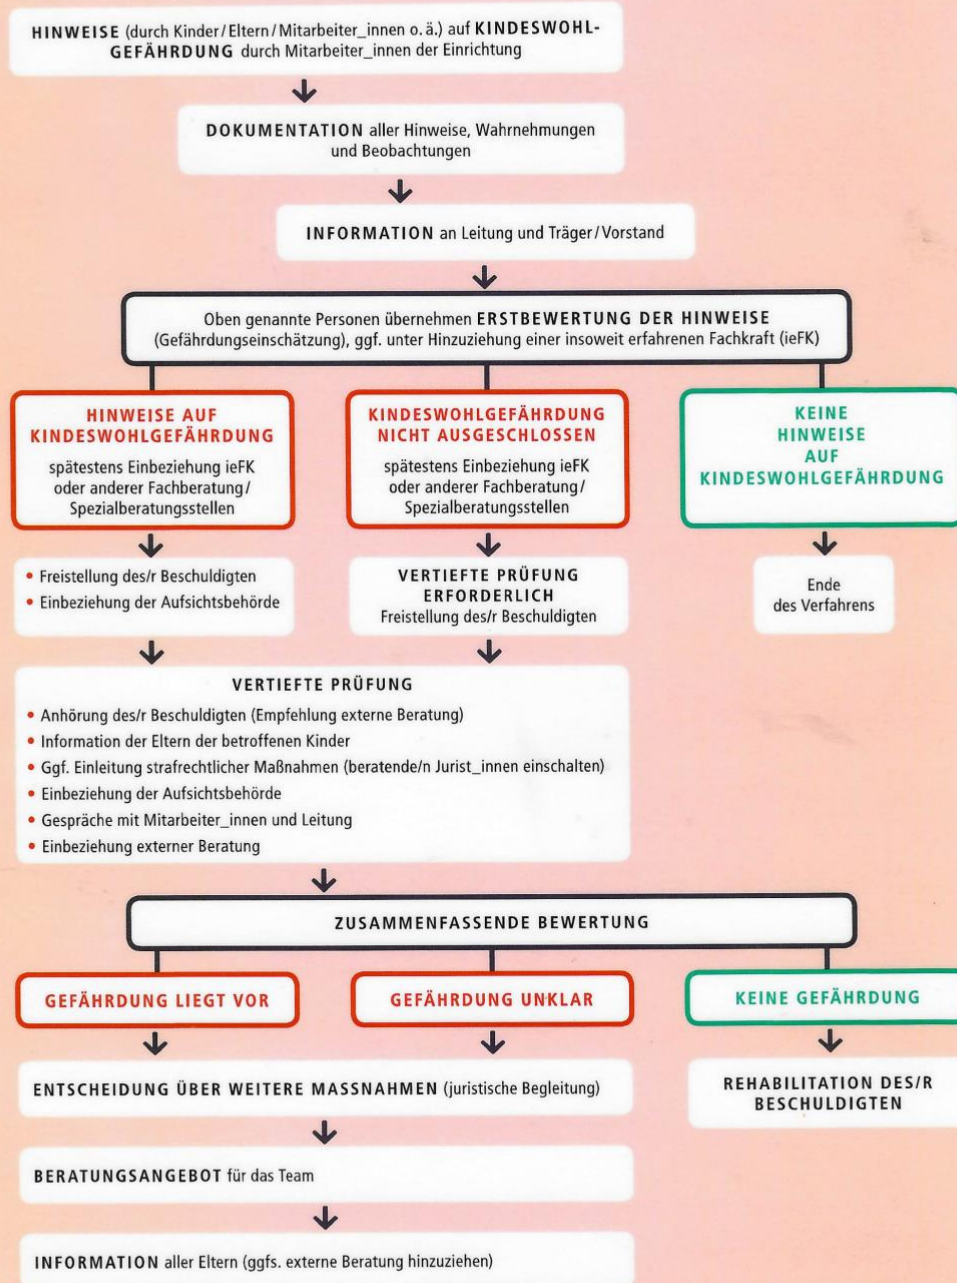 HINWEISE (durch Kinder/Eltern/Mitarbeiter_innen o.ä.) auf KINDESWOHL-
GEFÄHRDUNG durch Mitarbeiter_innen der Einrichtung
DOKUMENTATION aller Hinweise, Wahrnehmungen
und Beobachtungen
INFORMATION an Leitung und Träger/Vorstand
Oben genannte Personen übernehmen ERSTBEWERTUNG DER HINWEISE
(Gefährdungseinschätzung), ggf. unter Hinzuziehung einer insoweit erfahrenen Fachkraft (ieFK)
HINWEISE AUF
KINDESWOHLGEFÄHRDUNG
spätestens Einbeziehung ieFK
oder anderer Fachberatung/
Spezialberatungsstellen
KINDESWOHLGEFÄHRDUNG
NICHT AUSGESCHLOSSEN
spätestens Einbeziehung ieFK
oder anderer Fachberatung/
Spezialberatungsstellen
KEINE
HINWEISE
AUF
KINDESWOHLGEFÄHRDUNG
• Freistellung des/r Beschuldigten
• Einbeziehung der Aufsichtsbehörde
VERTIEFTE PRÜFUNG
ERFORDERLICH
Freistellung des/r Beschuldigten
Ende
des Verfahrens
VERTIEFTE PRÜFUNG
• Anhörung des/r Beschuldigten (Empfehlung externe Beratung)
• Information der Eltern der betroffenen Kinder
• Ggf. Einleitung strafrechtlicher Maßnahmen (beratende/n Jurist_innen einschalten)
• Einbeziehung der Aufsichtsbehörde
• Gespräche mit Mitarbeiter_innen und Leitung
• Einbeziehung externer Beratung
ZUSAMMENFASSENDE BEWERTUNG
GEFÄHRDUNG LIEGT VOR
GEFÄHRDUNG UNKLAR
KEINE GEFÄHRDUNG
ENTSCHEIDUNG ÜBER WEITERE MASSNAHMEN (juristische Begleitung)
REHABILITATION DES/R
BESCHULDIGTEN
BERATUNGSANGEBOT für das Team
INFORMATION aller Eltern (ggfs. externe Beratung hinzuziehen)